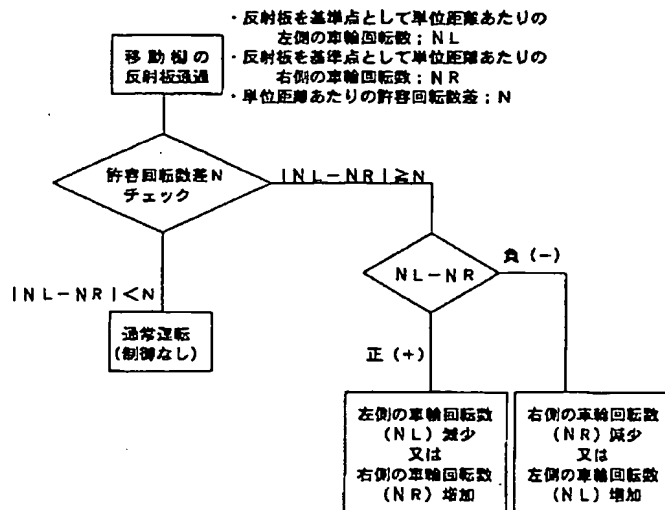 ・反射板を基準点として単位距離あたりの
左側の車輪回転数；ＮＬ
・反射板を基準点として単位距離あたりの
右側の車輪回転数；ＮＲ
・単位距離あたりの許容回転数差；Ｎ
移動棚の
反射板通過
許容回転数差Ｎ
チェック
|ＮＬ－ＮＲ|≧Ｎ
ＮＬ－ＮＲ
負（－）
|ＮＬ－ＮＲ|＜Ｎ
通常運転
(制御なし)
正（＋）
左側の車輪回転数
（ＮＬ）減少
又は
右側の車輪回転数
（ＮＲ）増加
右側の車輪回転数
（ＮＲ）減少
又は
左側の車輪回転数
（ＮＬ）増加